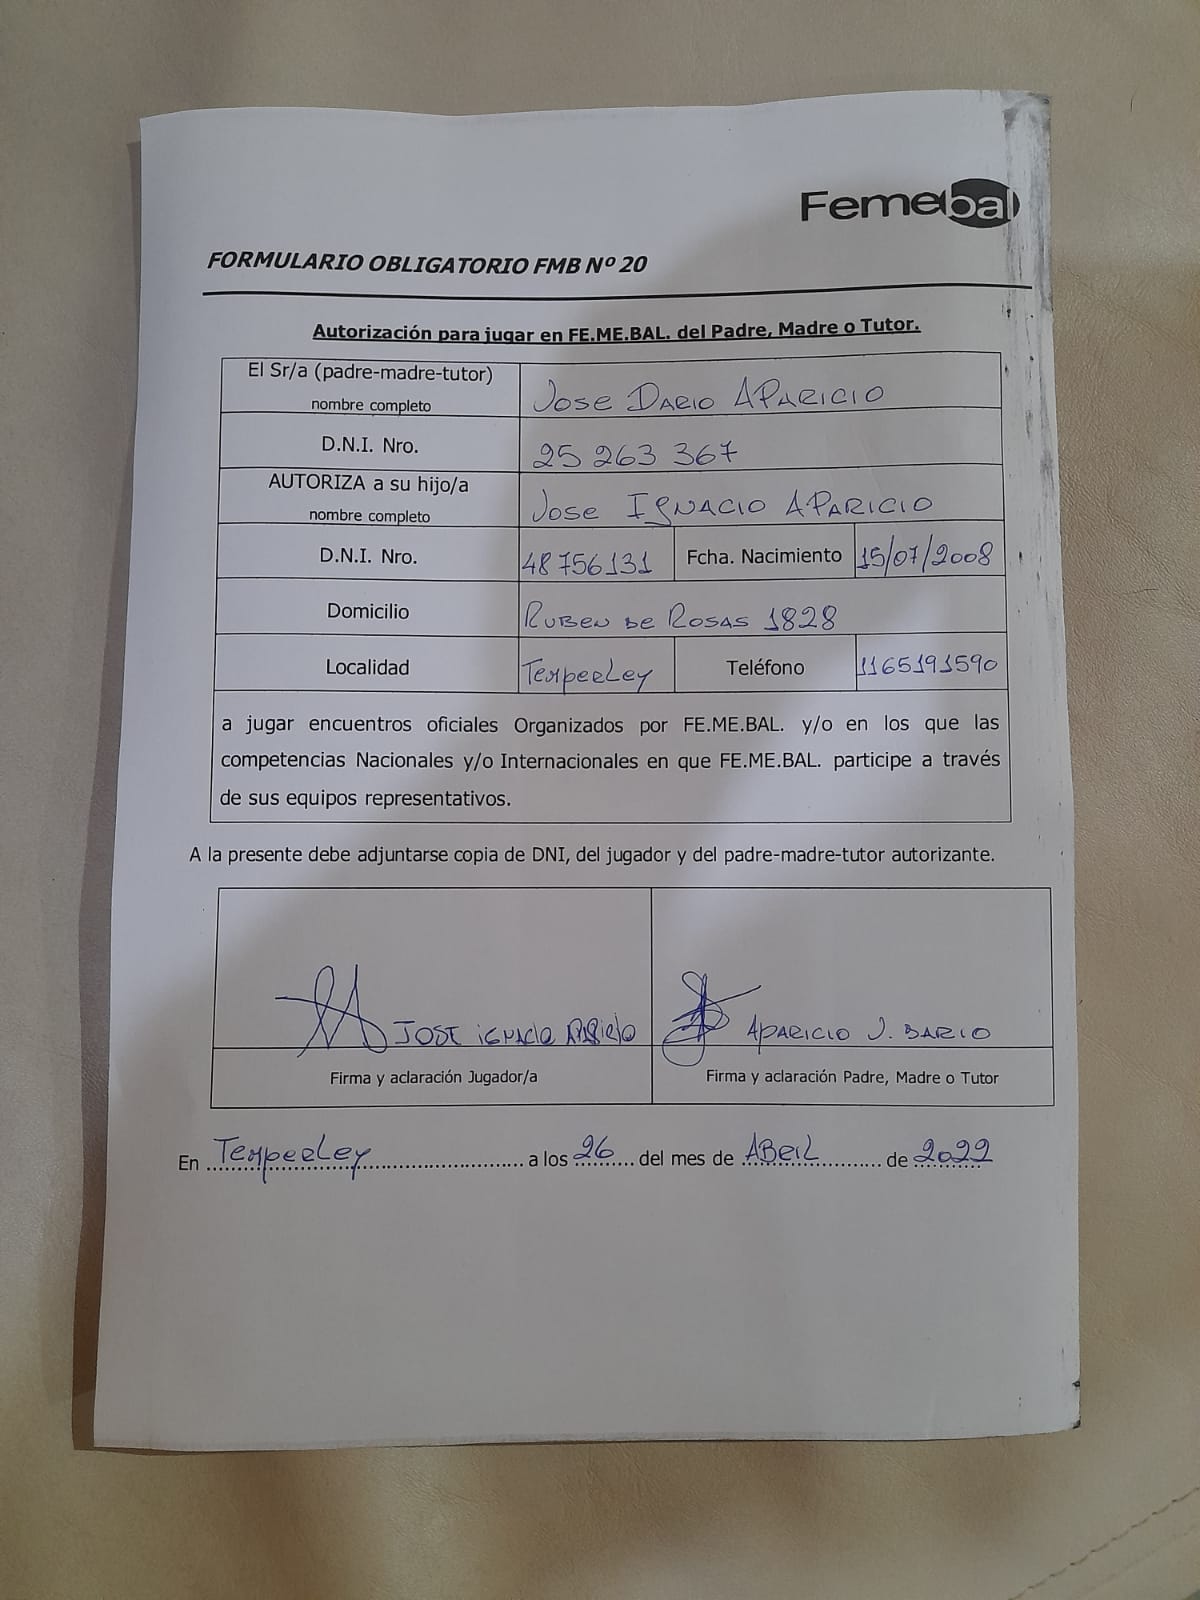 Femebal
FORMULARIO OBLIGATORIO FMB Nº 20
Autorización para jugar en FE.ME.BAL. del Padre, Madre o Tutor.
El Sr/a (padre-madre-tutor)
nombre completo
Jose Dario Aparicio
D.N.I. Nro.
25 263 367
AUTORIZA a su hijo/a
nombre completo
Jose Ignacio Aparicio
D.N.I. Nro.
48756131
Fcha. Nacimiento
15/07/2008
Domicilio
Ruben de Rosas 1828
Localidad
Temperley
Teléfono
1165191590
a jugar encuentros oficiales Organizados por FE.ME.BAL. y/o en los que las
competencias Nacionales y/o Internacionales en que FE.ME.BAL. participe a través
de sus equipos representativos.
A la presente debe adjuntarse copia de DNI, del jugador y del padre-madre-tutor autorizante.
JOSE iGNACIO APARICIO
APARICIO J. DARIO
Firma y aclaración Jugador/a
Firma y aclaración Padre, Madre o Tutor
En Temperley a los 26 del mes de ABRIL de 2022